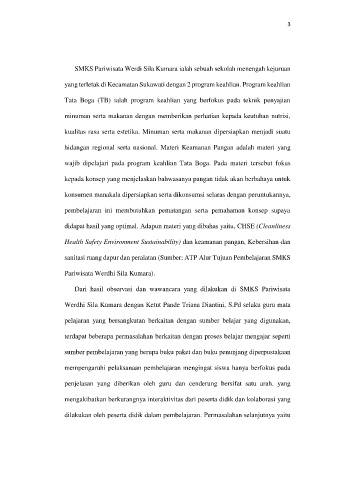 3
SMKS Pariwisata Werdi Sila Kumara ialah sebuah sekolah menengah kejuruan
yang terletak di Kecamatan Sukawati dengan 2 program keahlian. Program keahlian
Tata Boga (TB) ialah program keahlian yang berfokus pada teknik penyajian
minuman serta makanan dengan memberikan perhatian kepada keutuhan nutrisi,
kualitas rasa serta estetika. Minuman serta makanan dipersiapkan menjadi suatu
hidangan regional serta nasional. Materi Keamanan Pangan adalah materi yang
wajib dipelajari pada program keahlian Tata Boga. Pada materi tersebut fokus
kepada konsep yang menjelaskan bahwasanya pangan tidak akan berbahaya untuk
konsumen manakala dipersiapkan serta dikonsumsi selaras dengan peruntukannya,
pembelajaran ini membutuhkan pematangan serta pemahaman konsep supaya
didapat hasil yang optimal. Adapun materi yang dibahas yaitu, CHSE (Cleanliness
Health Safety Environment Sustainability) dan keamanan pangan, Kebersihan dan
sanitasi ruang dapur dan peralatan (Sumber: ATP Alur Tujuan Pembelajaran SMKS
Pariwisata Werdhi Sila Kumara).
Dari hasil observasi dan wawancara yang dilakukan di SMKS Pariwisata
Werdhi Sila Kumara dengan Ketut Pande Triana Diantini, S.Pd selaku guru mata
pelajaran yang bersangkutan berkaitan dengan sumber belajar yang digunakan,
terdapat beberapa permasalahan berkaitan dengan proses belajar mengajar seperti
sumber pembelajaran yang berupa buku paket dan buku penunjang diperpustakaan
mempengaruhi pelaksanaan pembelajaran mengingat siswa hanya berfokus pada
penjelasan yang diberikan oleh guru dan cenderung bersifat satu arah. yang
mengakibatkan berkurangnya interaktivitas dari peserta didik dan kolaborasi yang
dilakukan oleh peserta didik dalam pembelajaran. Permasalahan selanjutnya yaitu